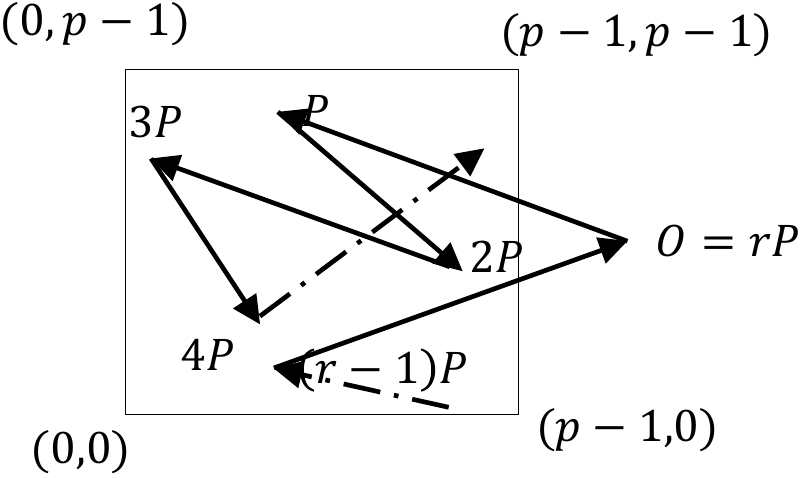 (0, p − 1)
(p − 1, p − 1)
3P
P
2P
O = rP
4P
(r − 1)P
(p − 1,0)
(0,0)